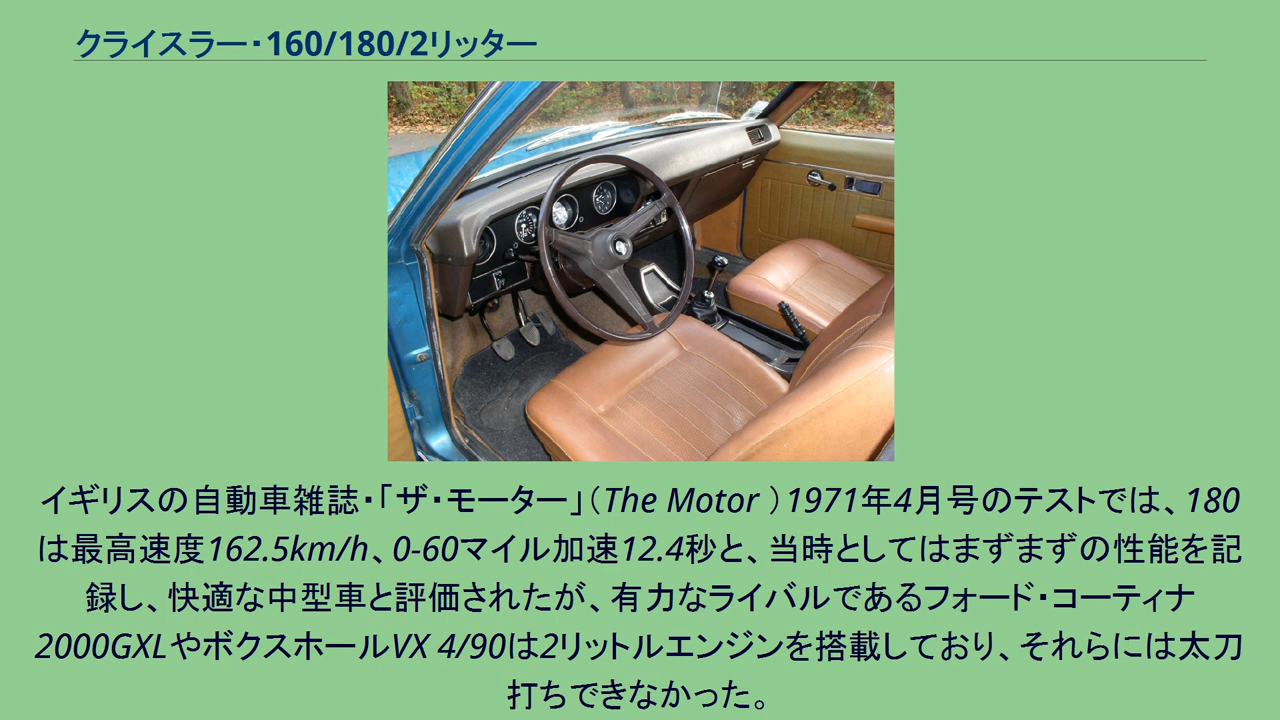 クライスラー・160/180/2リッター
イギリスの自動車雑誌・「ザ・モーター」（The Motor ）1971年4月号のテストでは、180
は最高速度162.5km/h、0-60マイル加速12.4秒と、当時としてはまずまずの性能を記
録し、快適な中型車と評価されたが、有力なライバルであるフォード・コーティナ
2000GXLやボクスホールVX 4/90は2リットルエンジンを搭載しており、それらには太刀
打ちできなかった。